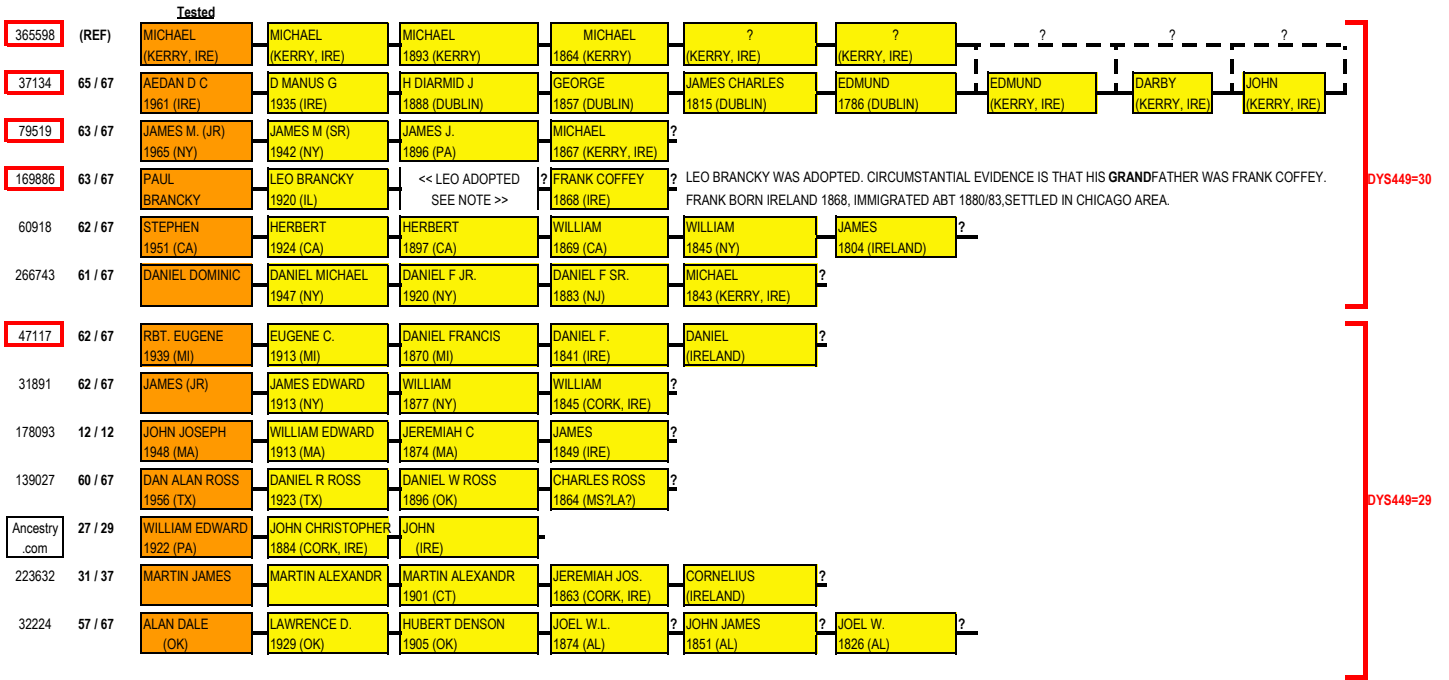 Tested
365598 (REF) MICHAEL MICHAEL MICHAEL MICHAEL ? ? ? ? ?
(KERRY, IRE) (KERRY, IRE) 1893 (KERRY) 1864 (KERRY) (KERRY, IRE) (KERRY, IRE)
37134 65 / 67 AEDAN D C D MANUS G H DIARMID J GEORGE JAMES CHARLES EDMUND EDMUND DARBY JOHN
1961 (IRE) 1935 (IRE) 1888 (DUBLIN) 1857 (DUBLIN) 1815 (DUBLIN) 1786 (DUBLIN) (KERRY, IRE) (KERRY, IRE) (KERRY, IRE)
79519 63 / 67 JAMES M. (JR) JAMES M (SR) JAMES J. MICHAEL ?
1965 (NY) 1942 (NY) 1896 (PA) 1867 (KERRY, IRE)
169886 63 / 67 PAUL LEO BRANCKY << LEO ADOPTED ? FRANK COFFEY ? LEO BRANCKY WAS ADOPTED. CIRCUMSTANTIAL EVIDENCE IS THAT HIS GRANDFATHER WAS FRANK COFFEY.
BRANCKY 1920 (IL) SEE NOTE >> 1868 (IRE) FRANK BORN IRELAND 1868, IMMIGRATED ABT 1880/83,SETTLED IN CHICAGO AREA.
DYS449=30
60918 62 / 67 STEPHEN HERBERT HERBERT WILLIAM WILLIAM JAMES ?
1951 (CA) 1924 (CA) 1897 (CA) 1869 (CA) 1845 (NY) 1804 (IRELAND)
266743 61 / 67 DANIEL DOMINIC DANIEL MICHAEL DANIEL F JR. DANIEL F SR. MICHAEL ?
1947 (NY) 1920 (NY) 1883 (NJ) 1843 (KERRY, IRE)
47117 62 / 67 RBT. EUGENE EUGENE C. DANIEL FRANCIS DANIEL F. DANIEL ?
1939 (MI) 1913 (MI) 1870 (MI) 1841 (IRE) (IRELAND)
31891 62 / 67 JAMES (JR) JAMES EDWARD WILLIAM WILLIAM ?
1913 (NY) 1877 (NY) 1845 (CORK, IRE)
178093 12 / 12 JOHN JOSEPH WILLIAM EDWARD JEREMIAH C JAMES ?
1948 (MA) 1913 (MA) 1874 (MA) 1849 (IRE)
139027 60 / 67 DAN ALAN ROSS DANIEL R ROSS DANIEL W ROSS CHARLES ROSS ?
1956 (TX) 1923 (TX) 1896 (OK) 1864 (MS?LA?)
DYS449=29
Ancestry 27 / 29 WILLIAM EDWARD JOHN CHRISTOPHER JOHN
.com 1922 (PA) 1884 (CORK, IRE) (IRE)
223632 31 / 37 MARTIN JAMES MARTIN ALEXANDR MARTIN ALEXANDR JEREMIAH JOS. CORNELIUS ?
1901 (CT) 1863 (CORK, IRE) (IRELAND)
32224 57 / 67 ALAN DALE LAWRENCE D. HUBERT DENSON JOEL W.L. ? JOHN JAMES ? JOEL W. ?
(OK) 1929 (OK) 1905 (OK) 1874 (AL) 1851 (AL) 1826 (AL)